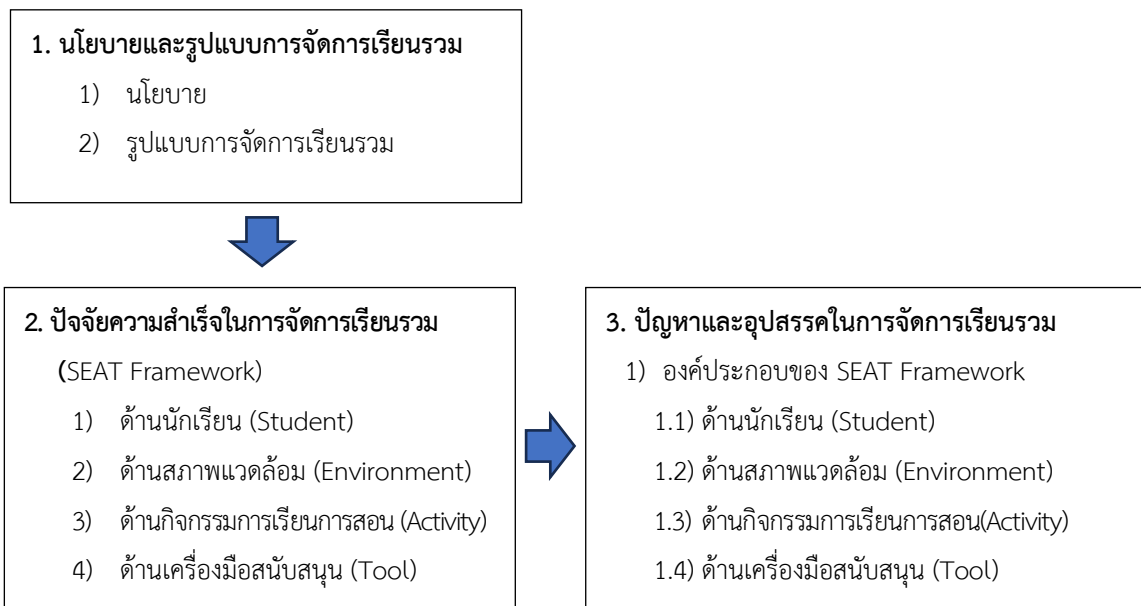 1. นโยบายและรูปแบบการจัดการเรียนรวม
1) นโยบาย
2) รูปแบบการจัดการเรียนรวม
2. ปัจจัยความสำเร็จในการจัดการเรียนรวม
(SEAT Framework)
1) ด้านนักเรียน (Student)
2) ด้านสภาพแวดล้อม (Environment)
3) ด้านกิจกรรมการเรียนการสอน (Activity)
4) ด้านเครื่องมือสนับสนุน (Tool)
3. ปัญหาและอุปสรรคในการจัดการเรียนรวม
1) องค์ประกอบของ SEAT Framework
1.1) ด้านนักเรียน (Student)
1.2) ด้านสภาพแวดล้อม (Environment)
1.3) ด้านกิจกรรมการเรียนการสอน(Activity)
1.4) ด้านเครื่องมือสนับสนุน (Tool)